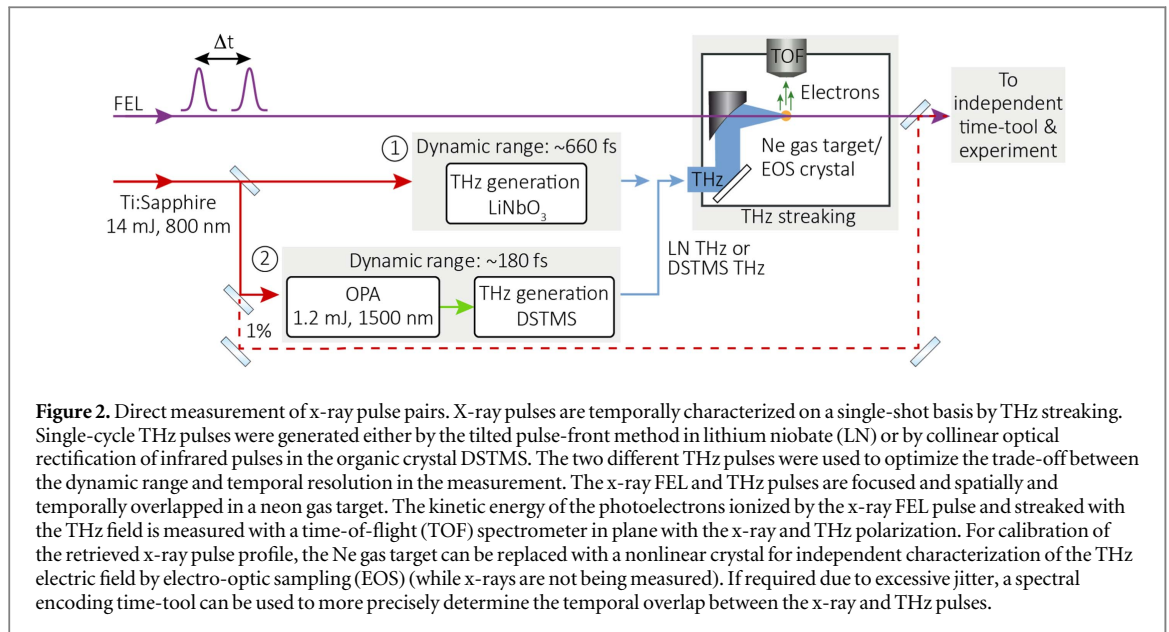 Δt
FEL
TOF
Electrons
Ne gas target/
EOS crystal
THz
THz streaking
To
independent
time-tool &
experiment
① Dynamic range: ~660 fs
THz generation
LiNbO₃
Ti:Sapphire
14 mJ, 800 nm
② Dynamic range: ~180 fs
OPA
1.2 mJ, 1500 nm
THz generation
DSTMS
LN THz or
DSTMS THz
1%
Figure 2. Direct measurement of x-ray pulse pairs. X-ray pulses are temporally characterized on a single-shot basis by THz streaking.
Single-cycle THz pulses were generated either by the tilted pulse-front method in lithium niobate (LN) or by collinear optical
rectification of infrared pulses in the organic crystal DSTMS. The two different THz pulses were used to optimize the trade-off between
the dynamic range and temporal resolution in the measurement. The x-ray FEL and THz pulses are focused and spatially and
temporally overlapped in a neon gas target. The kinetic energy of the photoelectrons ionized by the x-ray FEL pulse and streaked with
the THz field is measured with a time-of-flight (TOF) spectrometer in plane with the x-ray and THz polarization. For calibration of
the retrieved x-ray pulse profile, the Ne gas target can be replaced with a nonlinear crystal for independent characterization of the THz
electric field by electro-optic sampling (EOS) (while x-rays are not being measured). If required due to excessive jitter, a spectral
encoding time-tool can be used to more precisely determine the temporal overlap between the x-ray and THz pulses.